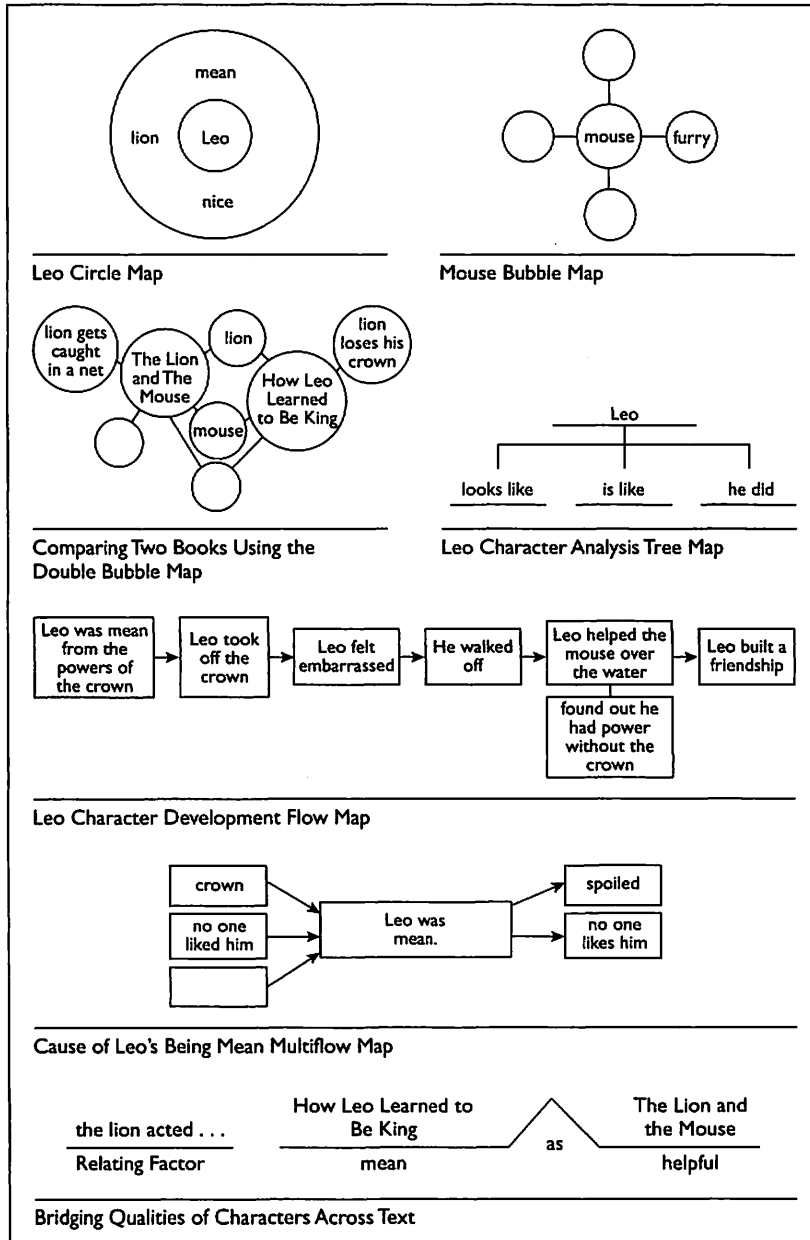 mean
lion
Leo
nice
Leo Circle Map
mouse
furry
Mouse Bubble Map
lion gets
caught
in a net
The Lion
and The
Mouse
lion
mouse
How Leo
Learned
to Be King
lion
loses his
crown
Comparing Two Books Using the
Double Bubble Map
Leo
looks like
is like
he did
Leo Character Analysis Tree Map
Leo was mean
from the
powers of
the crown
Leo took
off the
crown
Leo felt
embarrassed
He walked
off
Leo helped the
mouse over
the water
found out he
had power
without the
crown
Leo built a
friendship
Leo Character Development Flow Map
crown
no one
liked him
Leo was
mean.
spoiled
no one
likes him
Cause of Leo's Being Mean Multiflow Map
the lion acted . . .
Relating Factor
How Leo Learned to
Be King
mean
as
The Lion and
the Mouse
helpful
Bridging Qualities of Characters Across Text